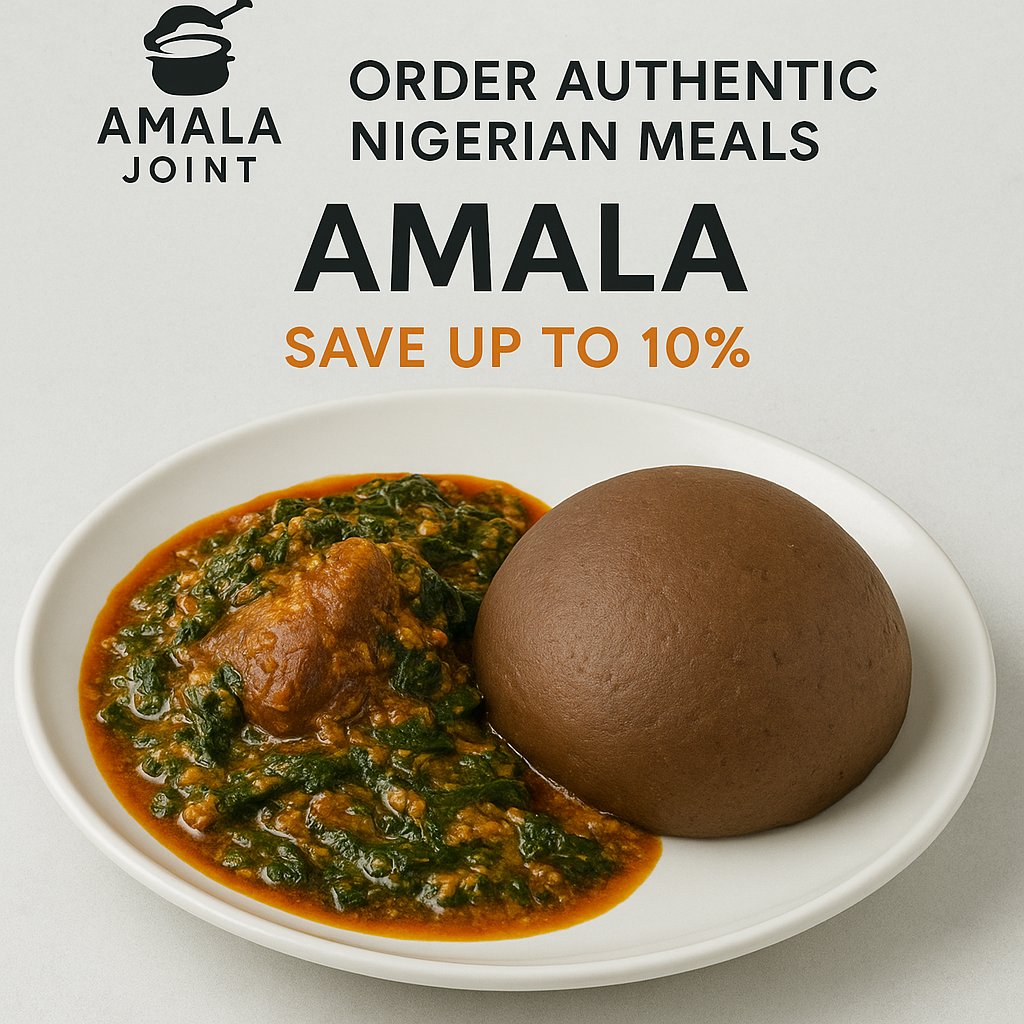 AMALA
JOINT
ORDER AUTHENTIC
NIGERIAN MEALS
AMALA
SAVE UP TO 10%